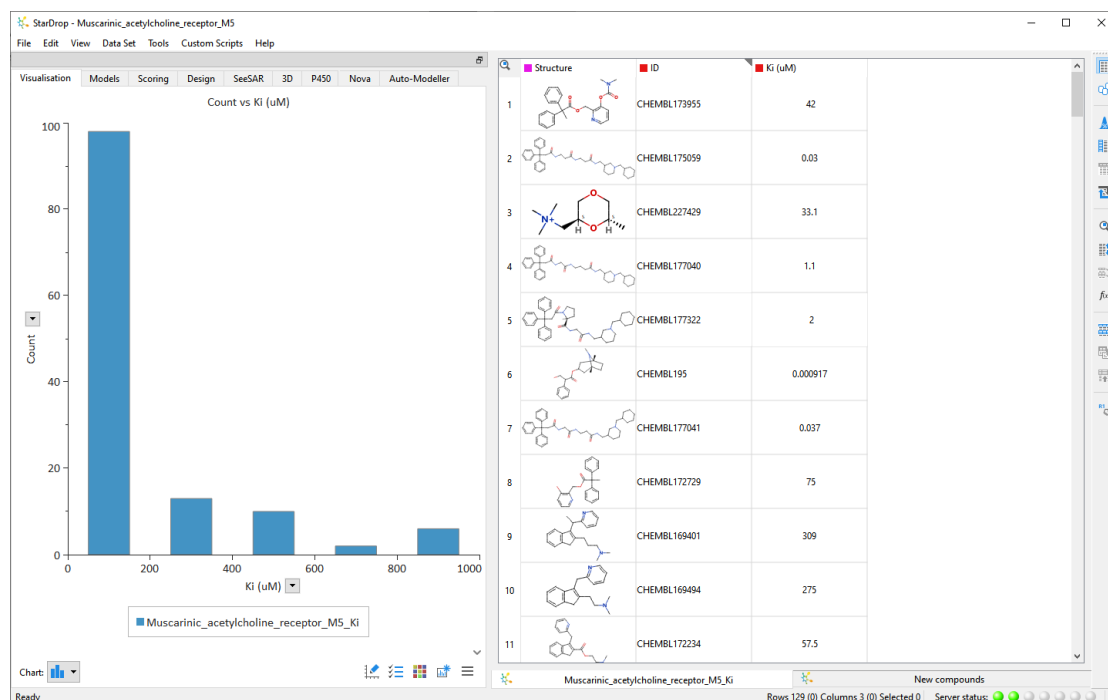 StarDrop - Muscarinic_acetylcholine_receptor_M5
File Edit View Data Set Tools Custom Scripts Help
Visualisation Models Scoring Design SeeSAR 3D P450 Nova Auto-Modeller
Count vs Ki (uM)
100
80
60
40
20
0
Count
0 200 400 600 800 1000
Ki (uM)
Muscarinic_acetylcholine_receptor_M5_Ki
Chart:
Structure ID Ki (uM)
1 CHEMBL173955 42
2 CHEMBL175059 0.03
3 CHEMBL227429 33.1
4 CHEMBL177040 1.1
5 CHEMBL177322 2
6 CHEMBL195 0.000917
7 CHEMBL177041 0.037
8 CHEMBL172729 75
9 CHEMBL169401 309
10 CHEMBL169494 275
11 CHEMBL172234 57.5
Muscarinic_acetylcholine_receptor_M5_Ki New compounds
Ready Rows 129 (0) Columns 3 (0) Selected 0 Server status: